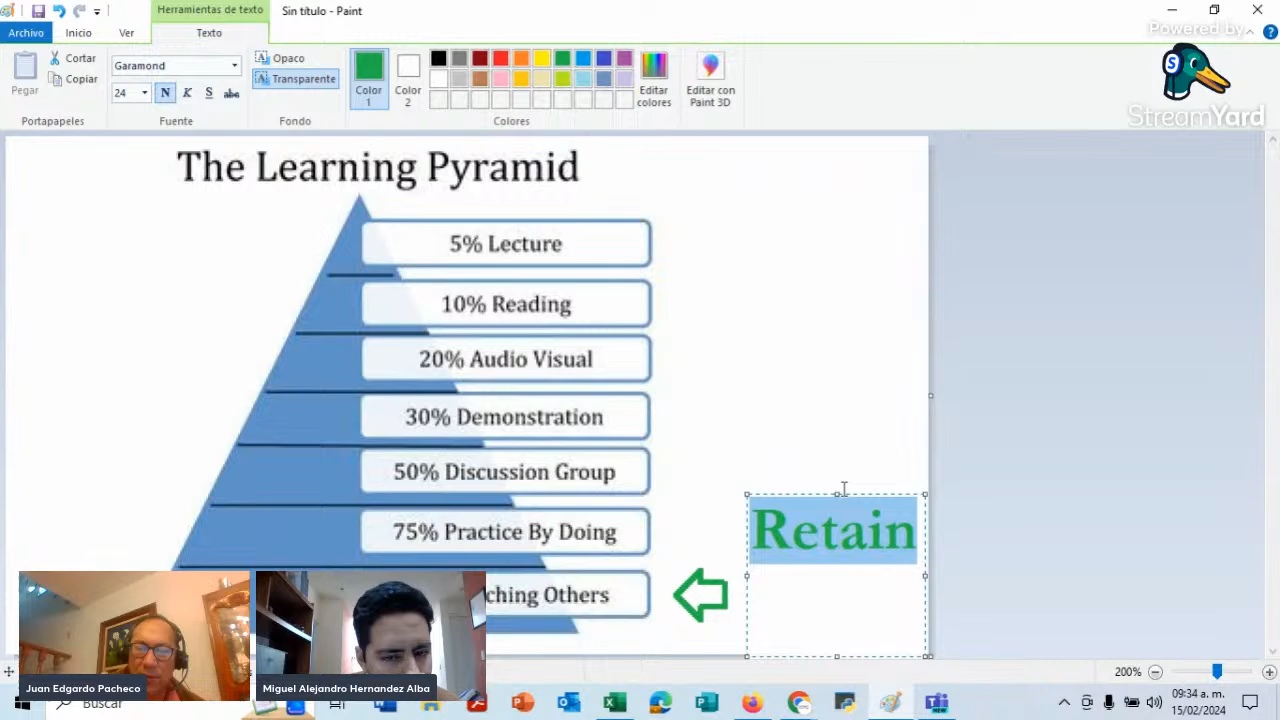 Herramientas de texto
Sin título - Paint
Archivo
Inicio
Ver
Texto
Powered by
StreamYard
Pegar
Cortar
Copiar
Portapapeles
Garamond
24
N K S abc
Fuente
Opaco
Transparente
Fondo
Color 1
Color 2
Editar colores
Colores
Editar con Paint 3D
The Learning Pyramid
5% Lecture
10% Reading
20% Audio Visual
30% Demonstration
50% Discussion Group
75% Practice By Doing
ching Others
Retain
Juan Edgardo Pacheco
Miguel Alejandro Hernandez Alba
200%
Buscar
NEW
09:34 a. m.
15/02/2024